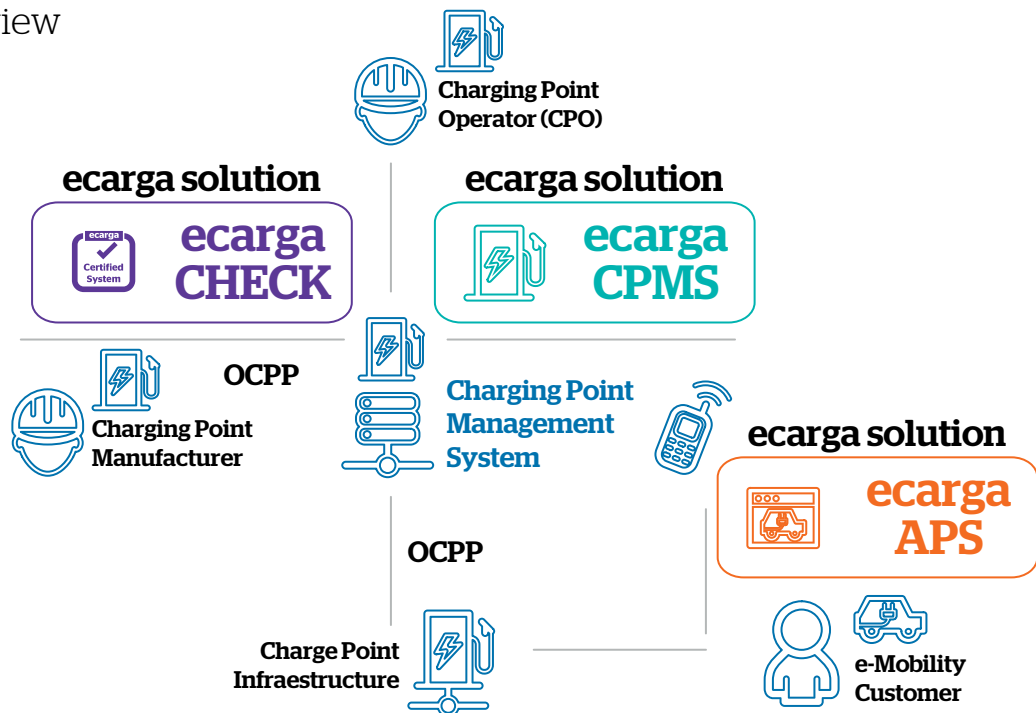 iew
Charging Point
Operator (CPO)
ecarga solution
ecarga
Certified
System
ecarga
CHECK
ecarga solution
ecarga
CPMS
OCPP
Charging Point
Manufacturer
Charging Point
Management
System
ecarga solution
ecarga
APS
OCPP
Charge Point
Infraestructure
e-Mobility
Customer